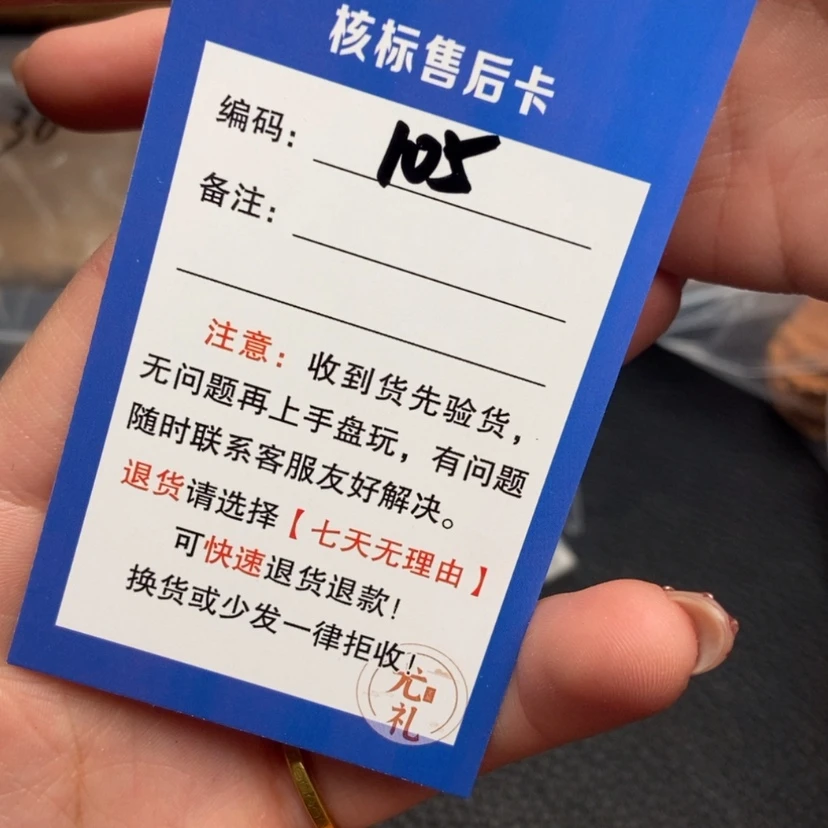 核标售后卡
编码：105
备注：
注意：收到货先验货，
无问题再上手盘玩，有问题
随时联系客服友好解决。
退货请选择【七天无理由】
可快速退货退款！
换货或少发一律拒收！
元
礼
36